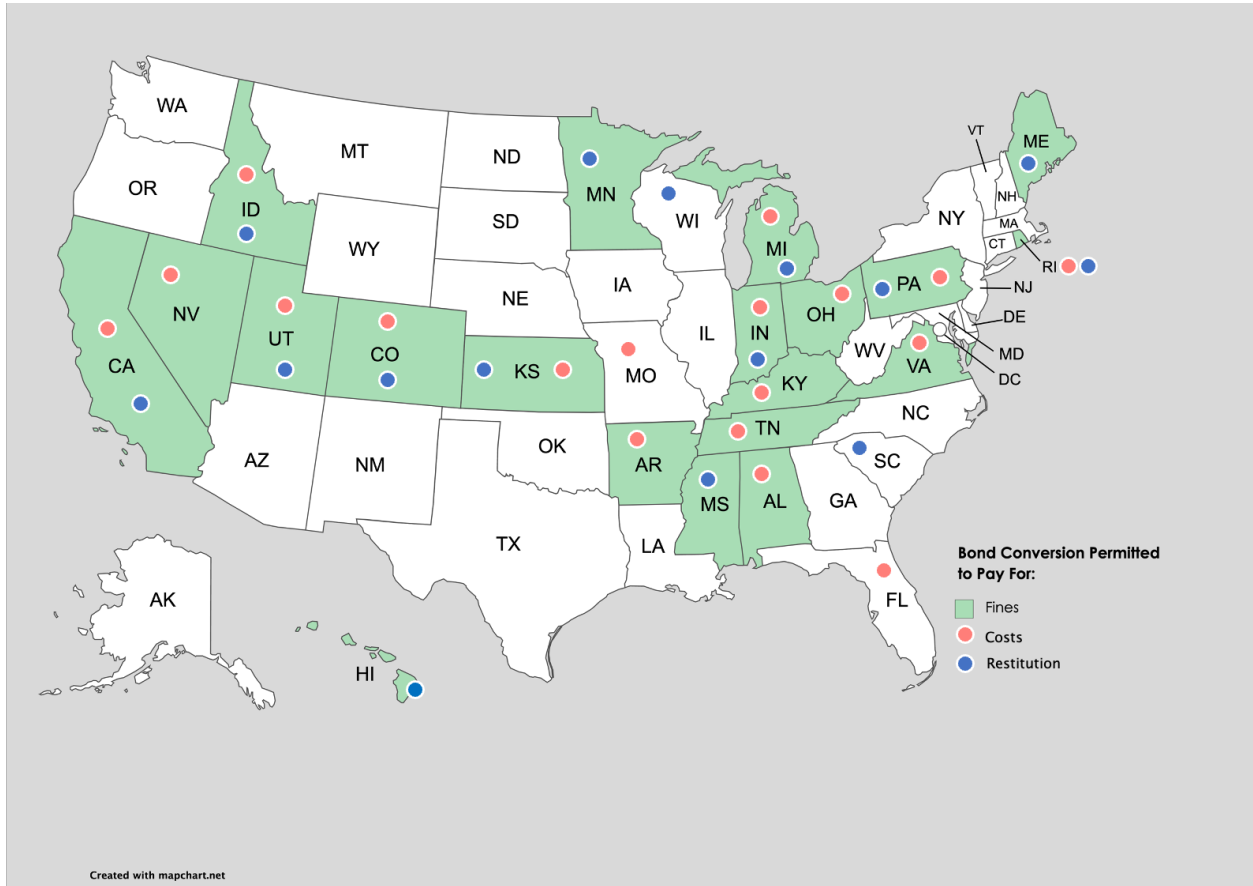 WA
OR
ID
MT
WY
ND
SD
NE
MN
IA
WI
MI
VT
ME
NH
MA
NY
CT
RI
NJ
PA
DE
MD
DC
CA
NV
UT
CO
KS
MO
IL
IN
OH
WV
VA
KY
TN
NC
SC
AZ
NM
OK
AR
TX
LA
MS
AL
GA
FL
AK
HI
Bond Conversion Permitted
to Pay For:
Fines
Costs
Restitution
Created with mapchart.net